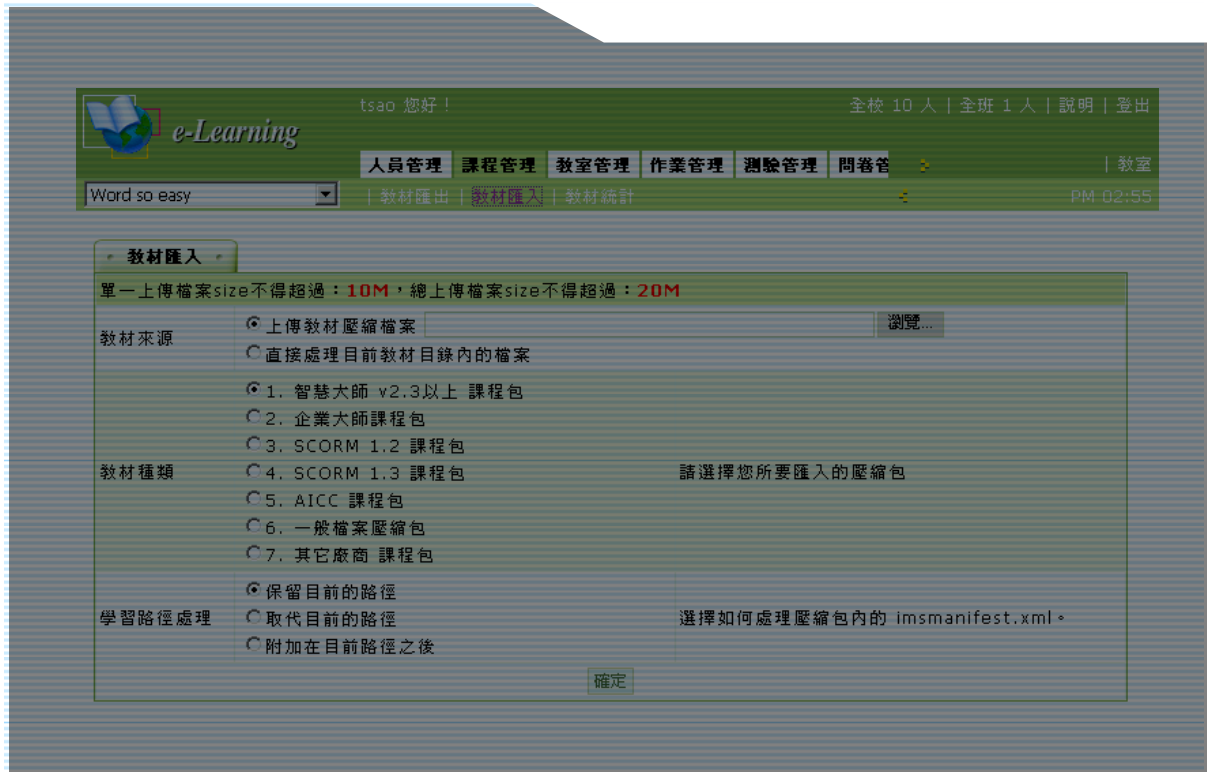 tsao 您好！
全校 10 人 | 全班 1 人 | 說明 | 登出
e-Learning
人員管理 課程管理 教室管理 作業管理 測驗管理 問卷管
| 教室
Word so easy
| 教材匯出 | 教材匯入 | 教材統計
PM 02:55
教材匯入
單一上傳檔案size不得超過：10M，總上傳檔案size不得超過：20M
教材來源
上傳教材壓縮檔案
瀏覽...
直接處理目前教材目錄內的檔案
教材種類
1. 智慧大師 v2.3以上 課程包
2. 企業大師課程包
3. SCORM 1.2 課程包
4. SCORM 1.3 課程包
5. AICC 課程包
6. 一般檔案壓縮包
7. 其它廠商 課程包
請選擇您所要匯入的壓縮包
學習路徑處理
保留目前的路徑
取代目前的路徑
附加在目前路徑之後
選擇如何處理壓縮包內的 imsmanifest.xml。
確定